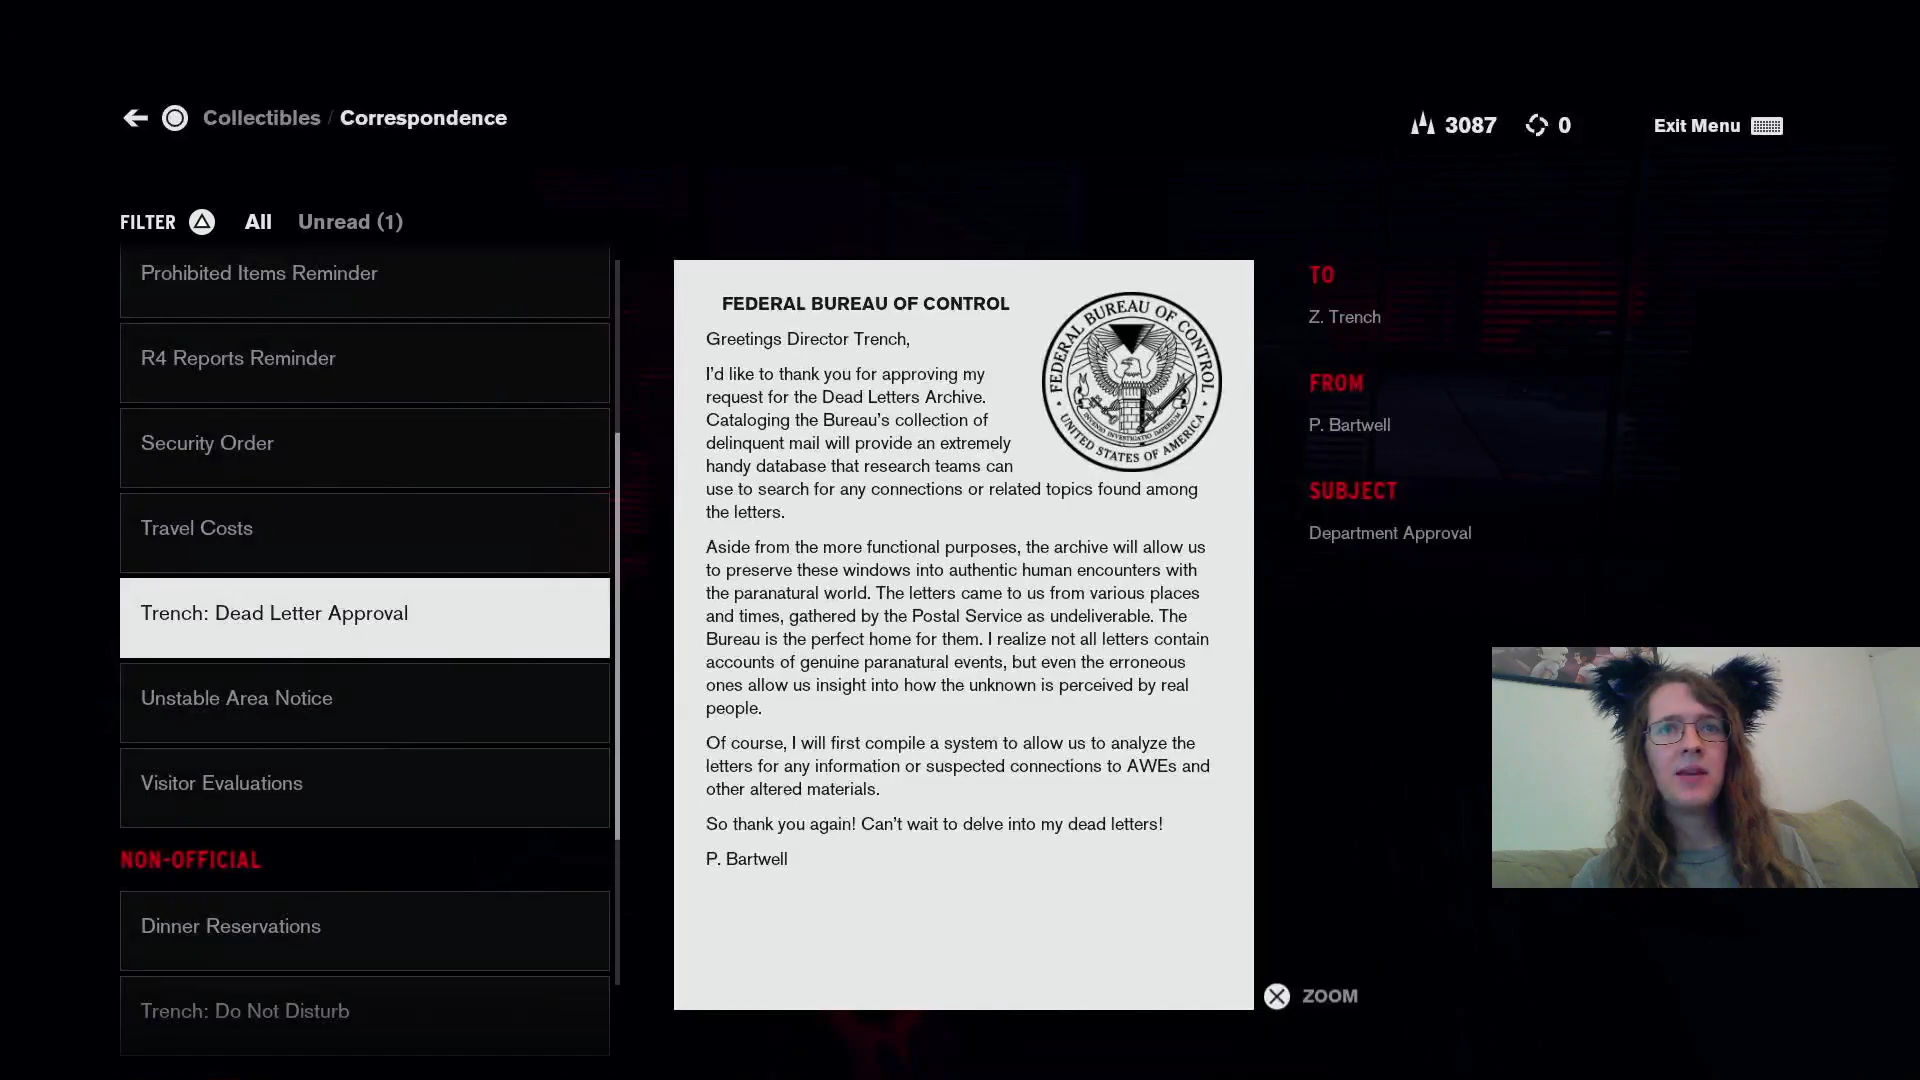 Collectibles / Correspondence
3087
0
Exit Menu
FILTER All Unread (1)
Prohibited Items Reminder
R4 Reports Reminder
Security Order
Travel Costs
Trench: Dead Letter Approval
Unstable Area Notice
Visitor Evaluations
NON-OFFICIAL
Dinner Reservations
Trench: Do Not Disturb
FEDERAL BUREAU OF CONTROL
Greetings Director Trench,
I'd like to thank you for approving my
request for the Dead Letters Archive.
Cataloging the Bureau's collection of
delinquent mail will provide an extremely
handy database that research teams can
use to search for any connections or related topics found among
the letters.
Aside from the more functional purposes, the archive will allow us
to preserve these windows into authentic human encounters with
the paranatural world. The letters came to us from various places
and times, gathered by the Postal Service as undeliverable. The
Bureau is the perfect home for them. I realize not all letters contain
accounts of genuine paranatural events, but even the erroneous
ones allow us insight into how the unknown is perceived by real
people.
Of course, I will first compile a system to allow us to analyze the
letters for any information or suspected connections to AWEs and
other altered materials.
So thank you again! Can't wait to delve into my dead letters!
P. Bartwell
FEDERAL BUREAU OF CONTROL
INVENIO INVESTIGATIO IMPERIUM
UNITED STATES OF AMERICA
TO
Z. Trench
FROM
P. Bartwell
SUBJECT
Department Approval
ZOOM